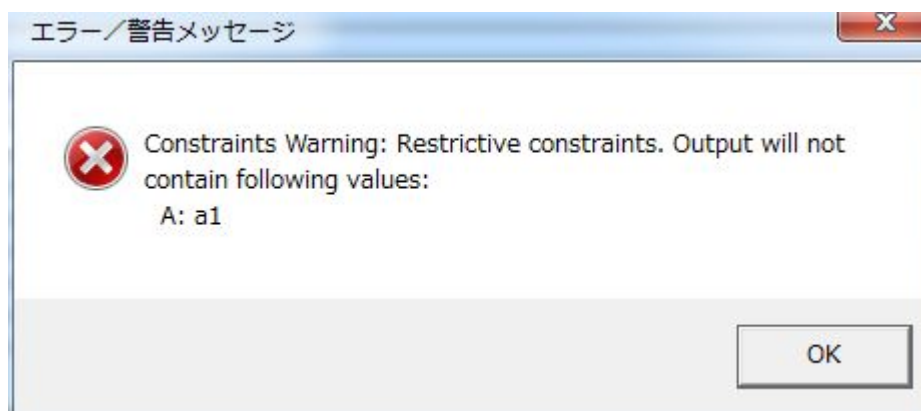 エラー／警告メッセージ
Constraints Warning: Restrictive constraints. Output will not
contain following values:
A: a1
OK